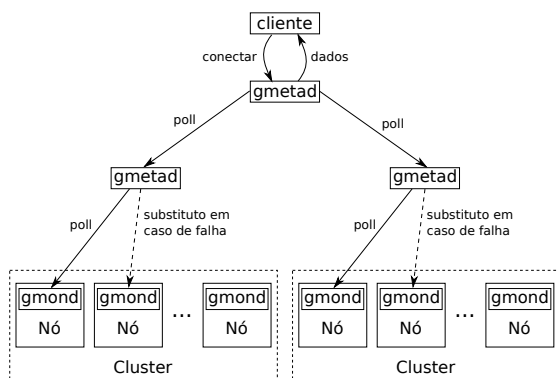 cliente
conectar
dados
gmetad
poll
poll
gmetad
gmetad
poll
substituto em
caso de falha
poll
substituto em
caso de falha
gmond
gmond
gmond
gmond
gmond
gmond
Nó
Nó
...
Nó
Nó
Nó
...
Nó
Cluster
Cluster